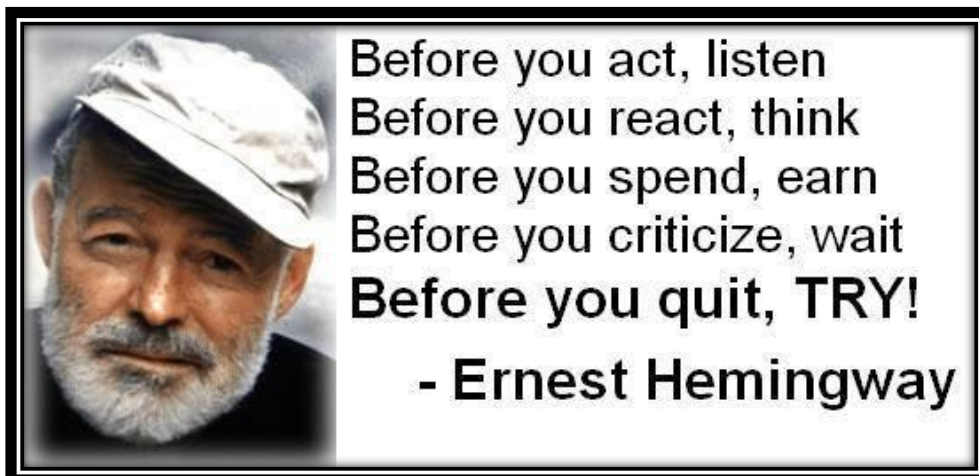 Before you act, listen
Before you react, think
Before you spend, earn
Before you criticize, wait
Before you quit, TRY!
- Ernest Hemingway